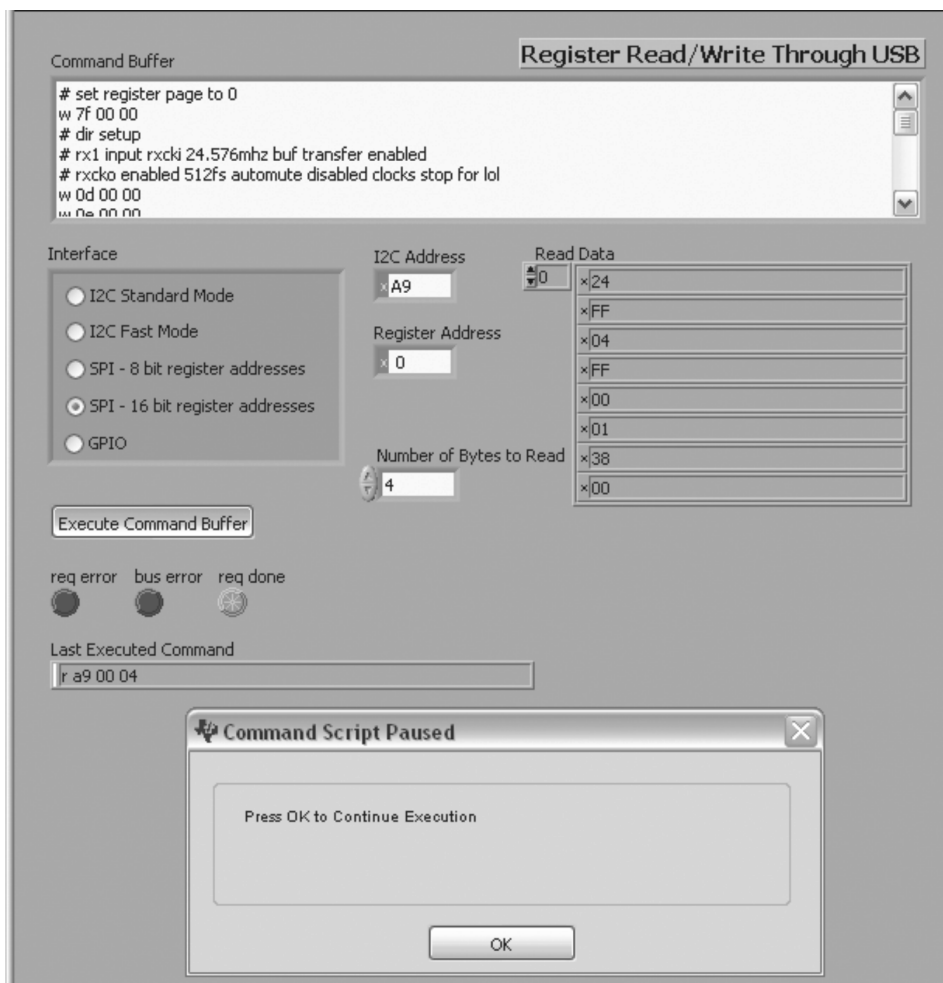 Register Read/Write Through USB
Command Buffer
# set register page to 0
w 7f 00 00
# dir setup
# rx1 input rxcki 24.576mhz buf transfer enabled
# rxcko enabled 512fs automute disabled clocks stop for lol
w 0d 00 00
w 0e 00 00
Interface
I2C Standard Mode
I2C Fast Mode
SPI - 8 bit register addresses
SPI - 16 bit register addresses
GPIO
I2C Address
x A9
Register Address
x 0
Number of Bytes to Read
4
Read Data
0
x 24
x FF
x 04
x FF
x 00
x 01
x 38
x 00
Execute Command Buffer
req error bus error req done
Last Executed Command
r a9 00 04
Command Script Paused
Press OK to Continue Execution
OK